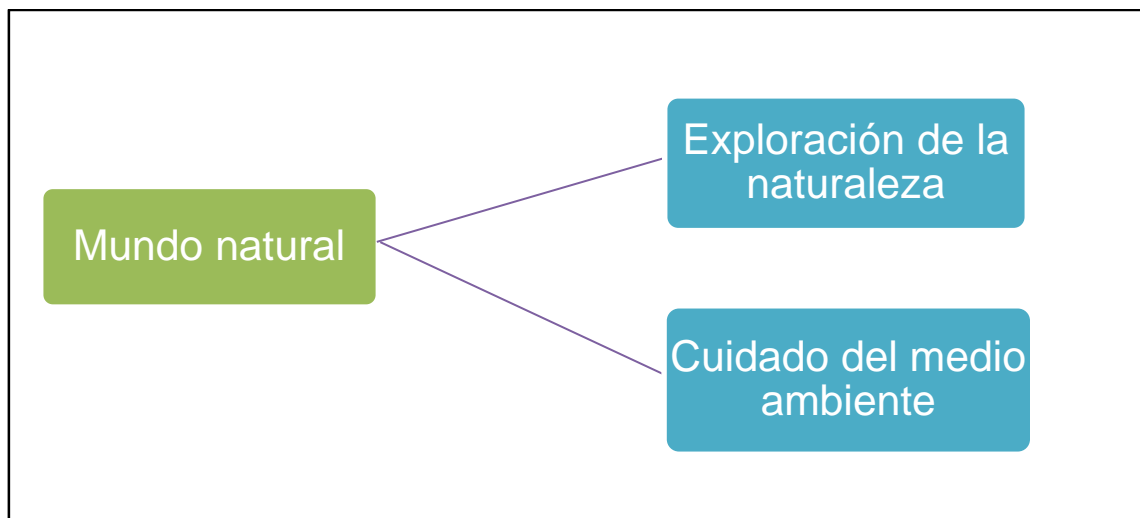 Mundo natural
Exploración de la
naturaleza
Cuidado del medio
ambiente